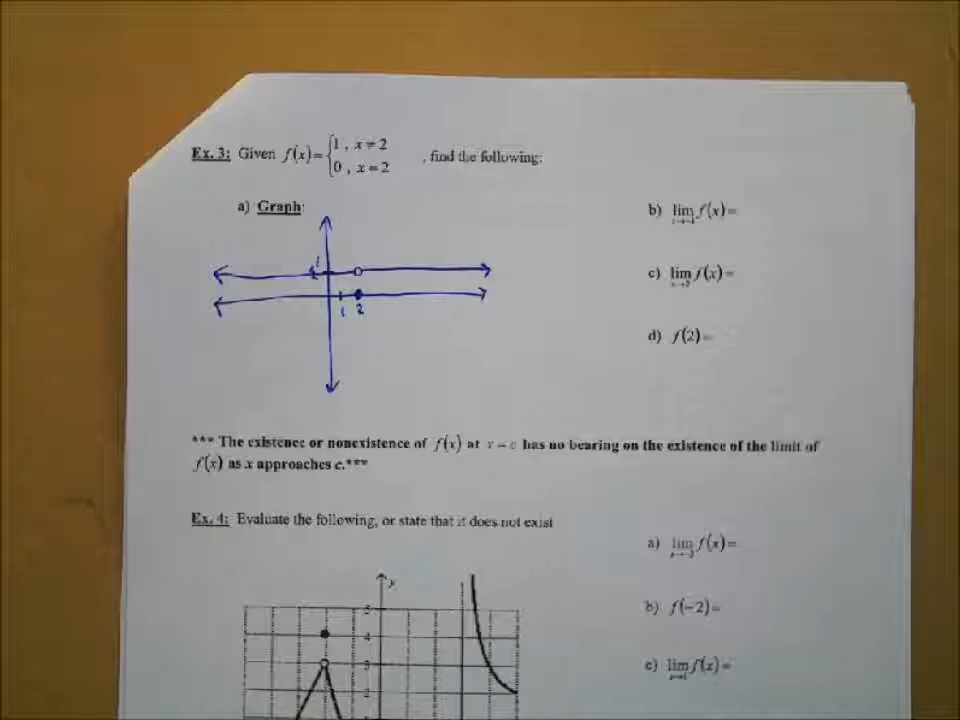 Ex. 3: Given f(x)= {1 , x ≠ 2 , find the following:
{0 , x = 2
a) Graph:
1
1 2
b) lim f(x)=
c) lim f(x)=
x→2
d) f(2)=
*** The existence or nonexistence of f(x) at x = c has no bearing on the existence of the limit of
f(x) as x approaches c.***
Ex. 4: Evaluate the following, or state that it does not exist
a) lim f(x)=
b) f(-2)=
c) lim f(x)=
y
5
4
3
2